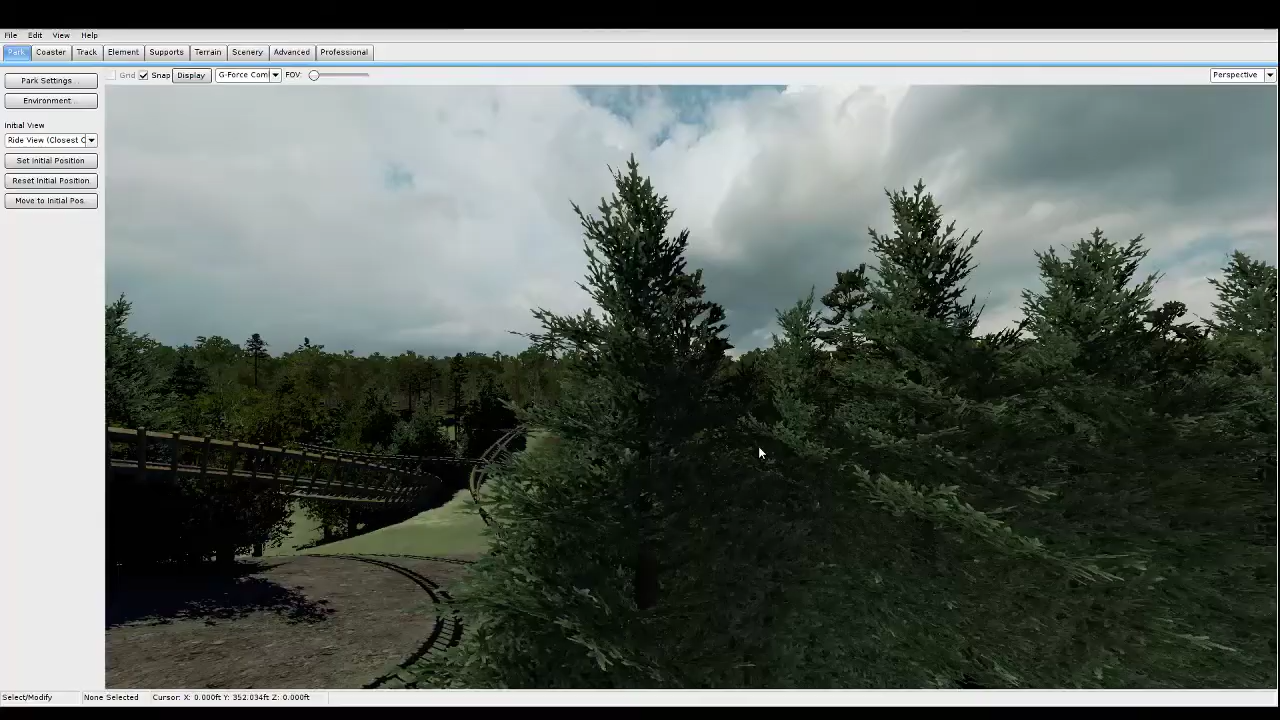 File Edit View Help
Park Coaster Track Element Supports Terrain Scenery Advanced Professional
Park Settings... Grid Snap Display G-Force Com FOV: Perspective
Environment...
Initial View
Ride View (Closest C
Set Initial Position
Reset Initial Position
Move to Initial Pos.
Select/Modify None Selected Cursor: X: 0.000ft Y: 352.034ft Z: 0.000ft